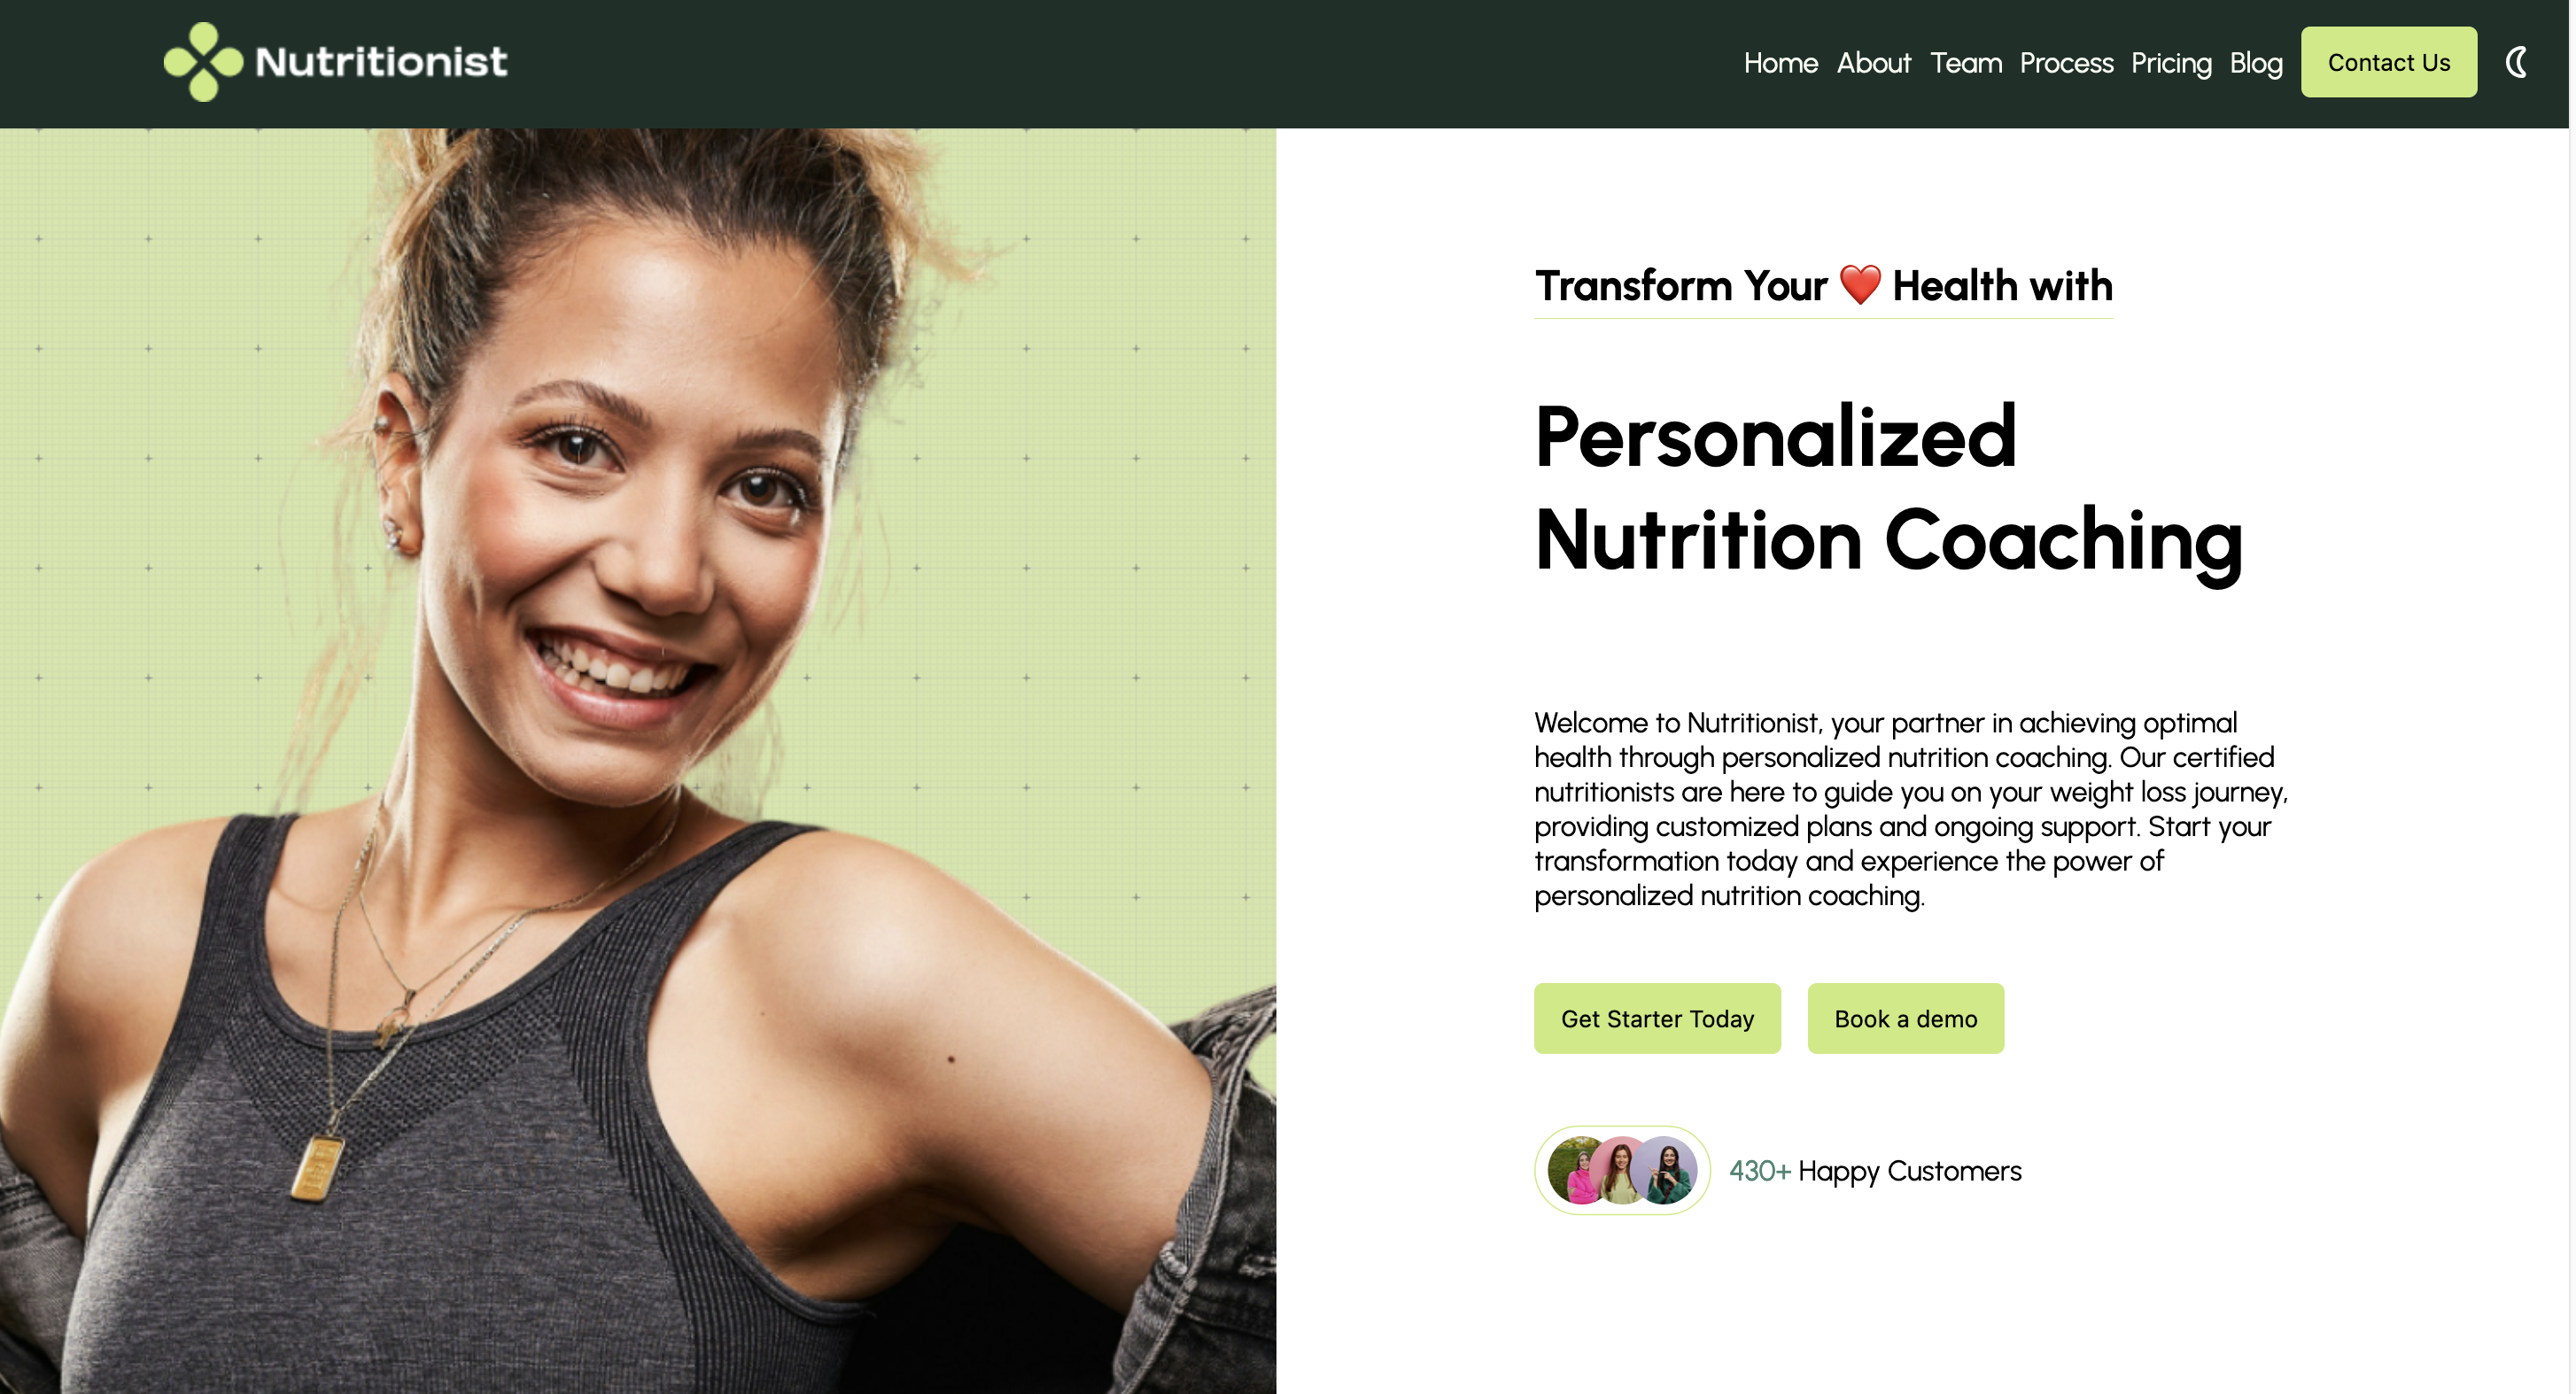 Nutritionist
Home About Team Process Pricing Blog Contact Us
Transform Your ❤️ Health with
Personalized
Nutrition Coaching
Welcome to Nutritionist, your partner in achieving optimal
health through personalized nutrition coaching. Our certified
nutritionists are here to guide you on your weight loss journey,
providing customized plans and ongoing support. Start your
transformation today and experience the power of
personalized nutrition coaching.
Get Starter Today
Book a demo
430+ Happy Customers